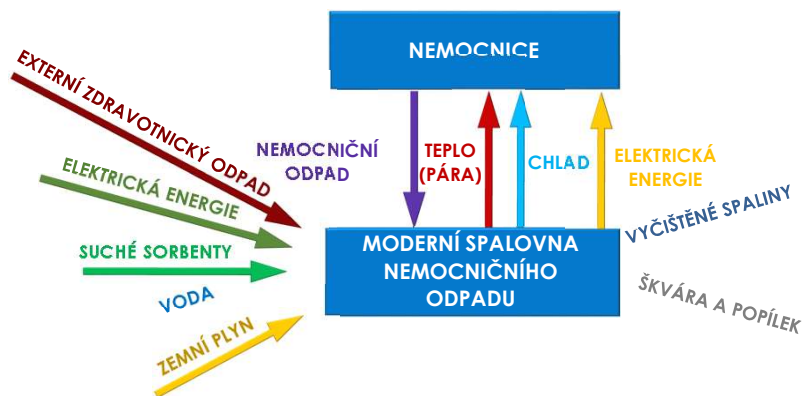 NEMOCNICE
EXTERNÍ ZDRAVOTNICKÝ ODPAD
NEMOCNIČNÍ
ODPAD
TEPLO
(PÁRA)
CHLAD
ELEKTRICKÁ
ENERGIE
ELEKTRICKÁ ENERGIE
SUCHÉ SORBENTY
VODA
ZEMNÍ PLYN
MODERNÍ SPALOVNA
NEMOCNIČNÍHO
ODPADU
VYČIŠTĚNÉ SPALINY
ŠKVÁRA A POPÍLEK